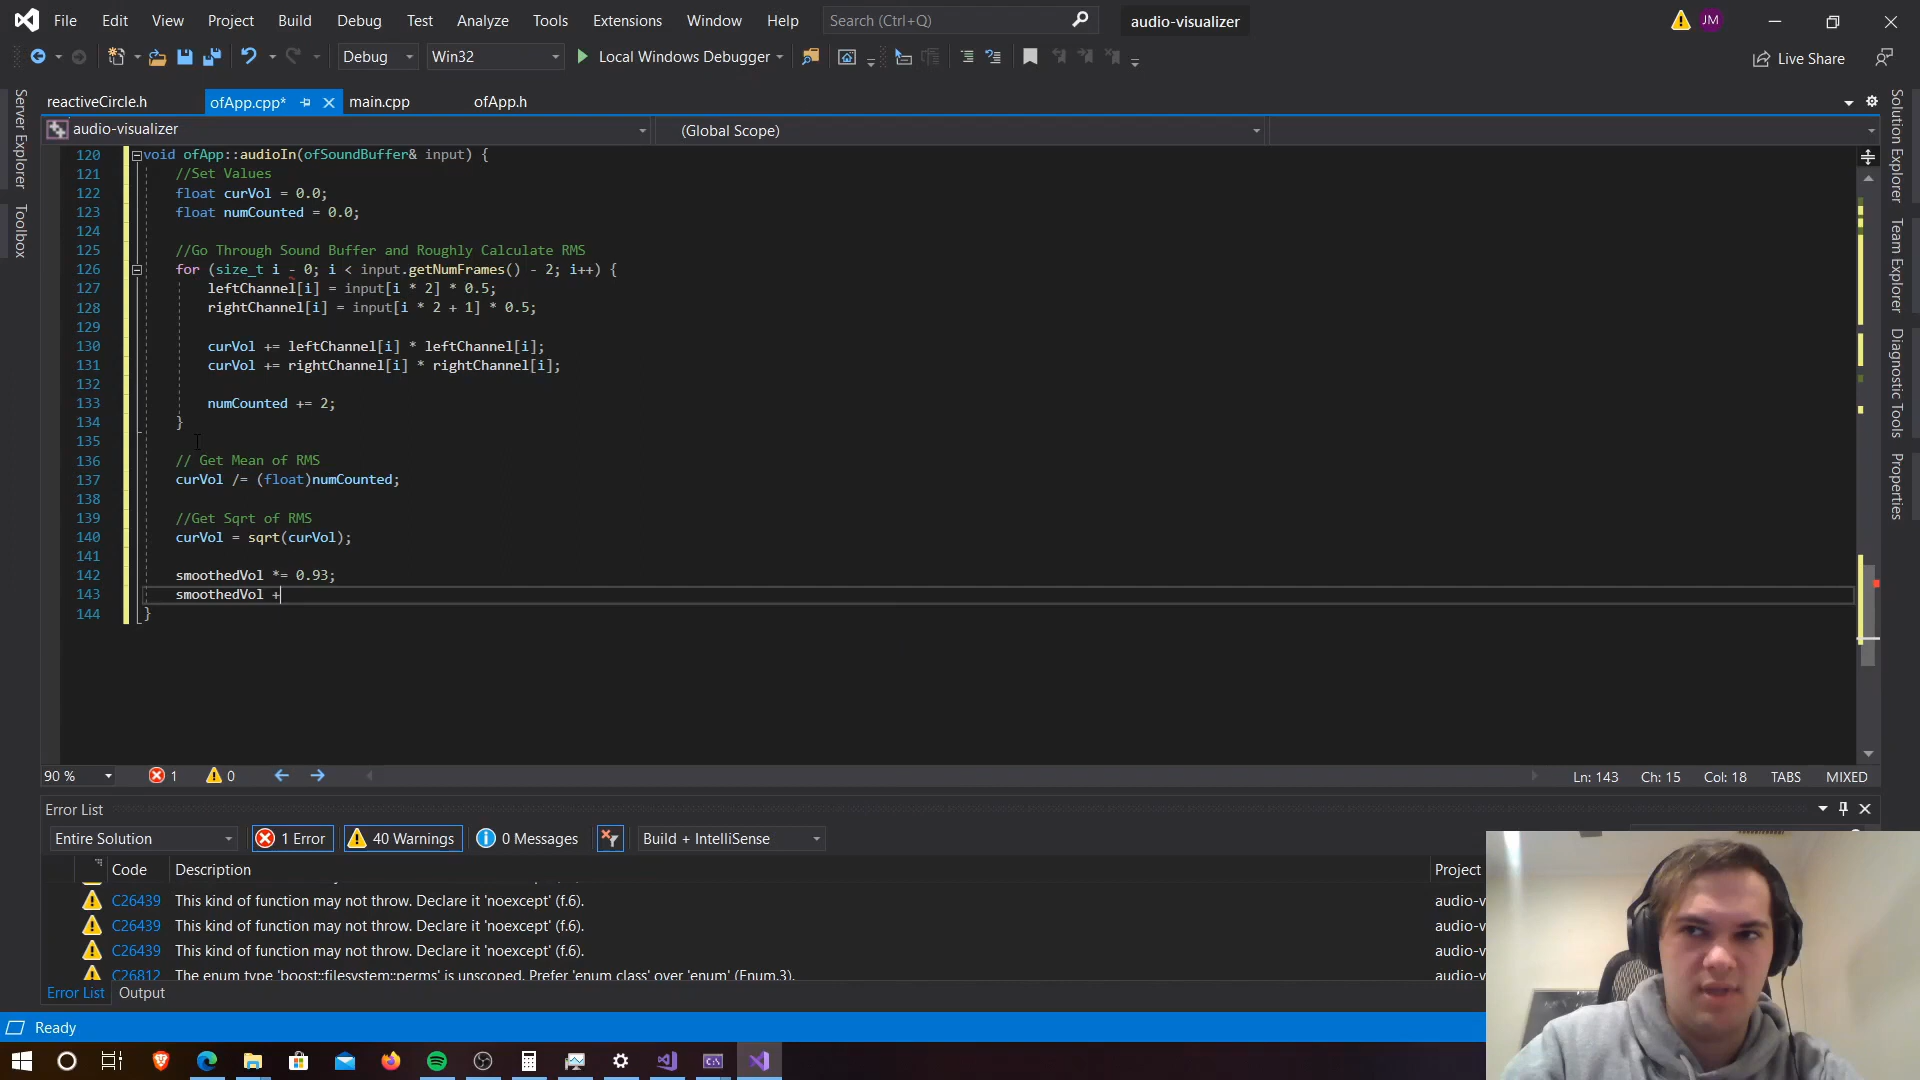 File Edit View Project Build Debug Test Analyze Tools Extensions Window Help Search (Ctrl+Q) audio-visualizer JM
Debug Win32 Local Windows Debugger Live Share
reactiveCircle.h ofApp.cpp* main.cpp ofApp.h
audio-visualizer (Global Scope)
Server Explorer
Toolbox
120 void ofApp::audioIn(ofSoundBuffer& input) {
121 //Set Values
122 float curVol = 0.0;
123 float numCounted = 0.0;
124
125 //Go Through Sound Buffer and Roughly Calculate RMS
126 for (size_t i - 0; i < input.getNumFrames() - 2; i++) {
127 leftChannel[i] = input[i * 2] * 0.5;
128 rightChannel[i] = input[i * 2 + 1] * 0.5;
129
130 curVol += leftChannel[i] * leftChannel[i];
131 curVol += rightChannel[i] * rightChannel[i];
132
133 numCounted += 2;
134 }
135
136 // Get Mean of RMS
137 curVol /= (float)numCounted;
138
139 //Get Sqrt of RMS
140 curVol = sqrt(curVol);
141
142 smoothedVol *= 0.93;
143 smoothedVol +
144 }
Solution Explorer
Team Explorer
Diagnostic Tools
Properties
90 % 1 0 Ln: 143 Ch: 15 Col: 18 TABS MIXED
Error List
Entire Solution 1 Error 40 Warnings 0 Messages Build + IntelliSense
Code Description Project
C26439 This kind of function may not throw. Declare it 'noexcept' (f.6). audio-v
C26439 This kind of function may not throw. Declare it 'noexcept' (f.6). audio-v
C26439 This kind of function may not throw. Declare it 'noexcept' (f.6). audio-v
C26812 The enum type 'boost::filesystem::perms' is unscoped. Prefer 'enum class' over 'enum' (Enum.3). audio-v
Error List Output
Ready